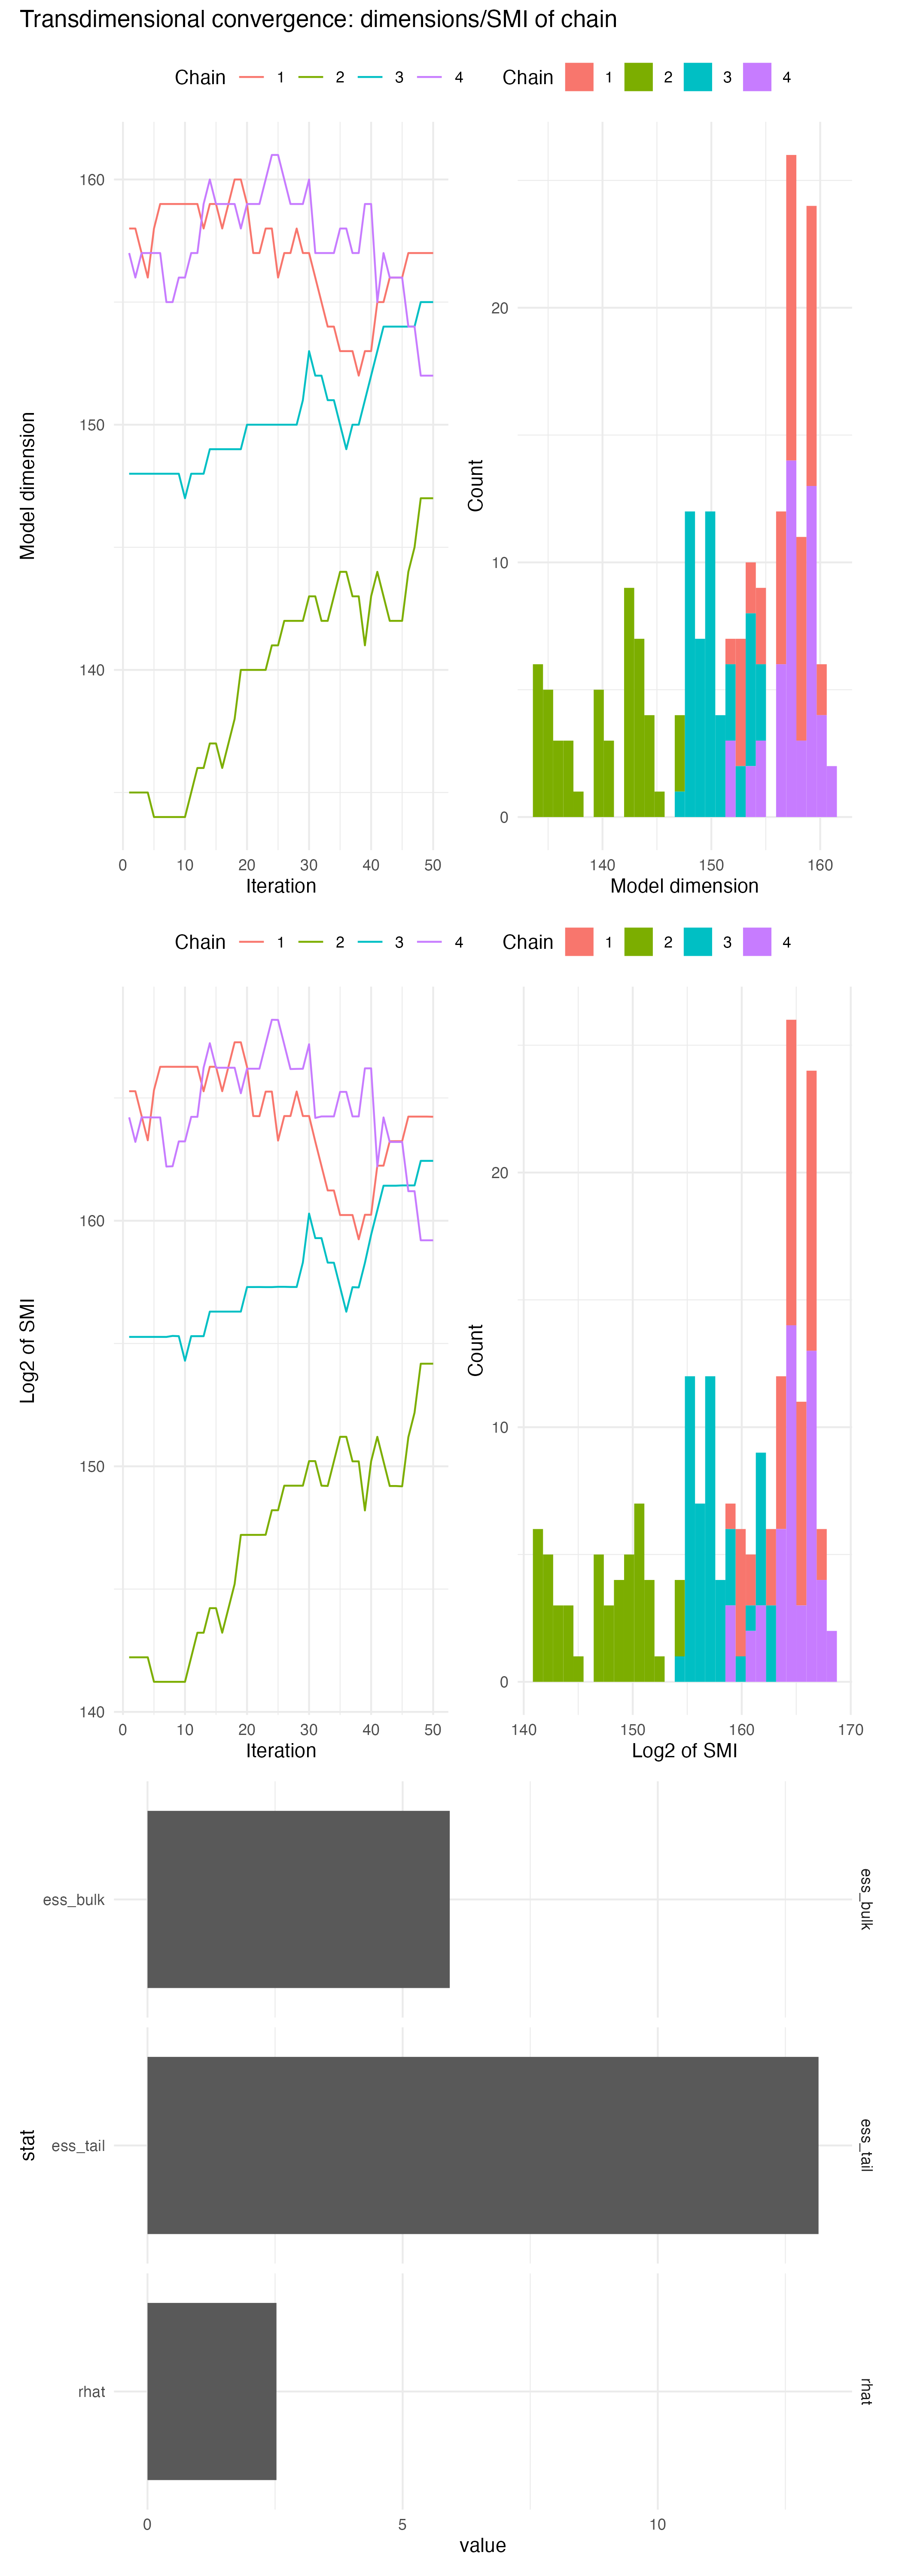 Transdimensional convergence: dimensions/SMI of chain
Chain 1 2 3 4 Chain 1 2 3 4
160
150
140
Model dimension
0 10 20 30 40 50
Iteration
20
10
0
Count
140 150 160
Model dimension
Chain 1 2 3 4 Chain 1 2 3 4
160
150
140
Log2 of SMI
0 10 20 30 40 50
Iteration
20
10
0
Count
140 150 160 170
Log2 of SMI
ess_bulk ess_bulk
stat
ess_tail ess_tail
rhat rhat
0 5 10
value